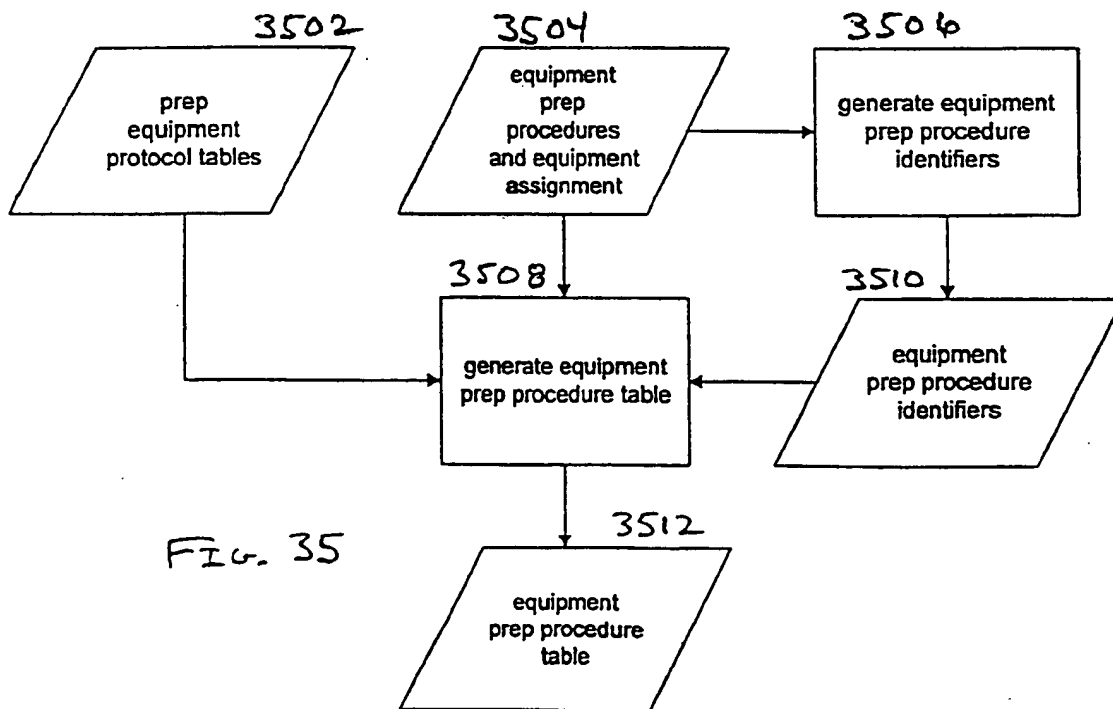 3502
prep
equipment
protocol tables
3504
equipment
prep
procedures
and equipment
assignment
3506
generate equipment
prep procedure
identifiers
3508
generate equipment
prep procedure table
3510
equipment
prep procedure
identifiers
3512
equipment
prep procedure
table
FIG. 35